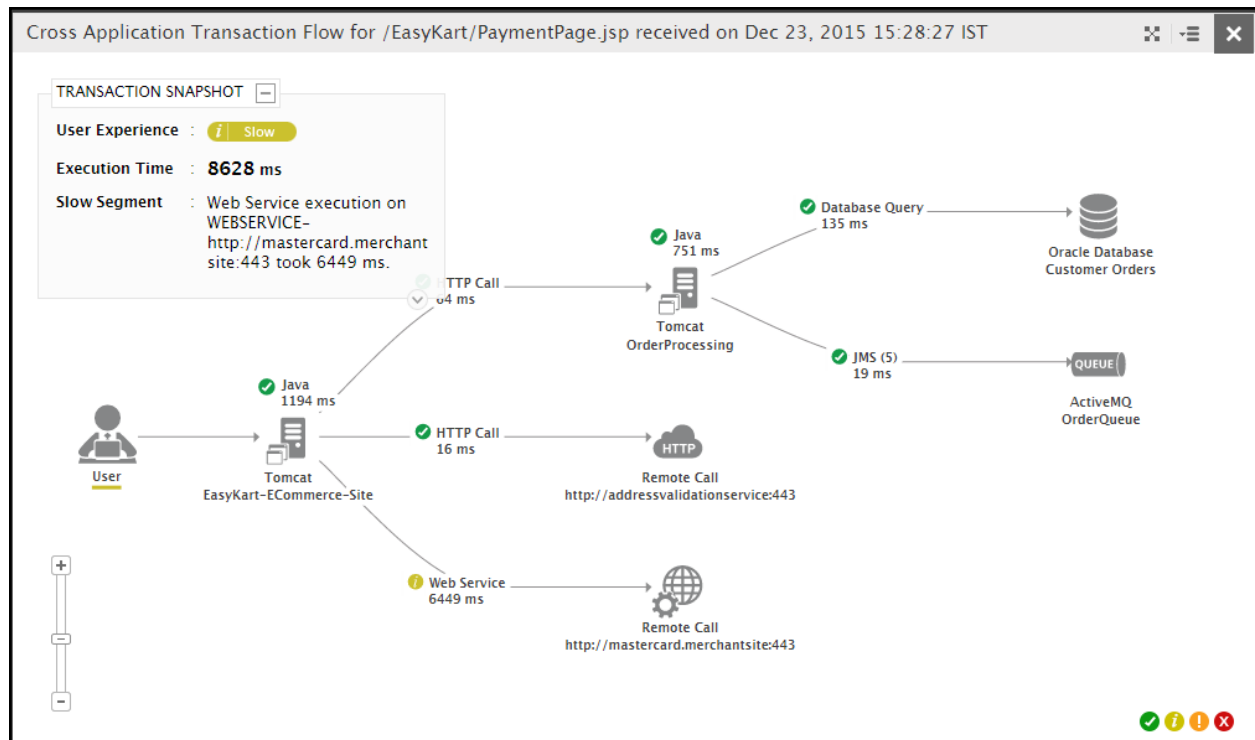 Cross Application Transaction Flow for /EasyKart/PaymentPage.jsp received on Dec 23, 2015 15:28:27 IST
TRANSACTION SNAPSHOT
User Experience : i Slow
Execution Time : 8628 ms
Slow Segment : Web Service execution on
WEBSERVICE-
http://mastercard.merchant
site:443 took 6449 ms.
Database Query
135 ms
Oracle Database
Customer Orders
Java
751 ms
HTTP Call
64 ms
Tomcat
OrderProcessing
JMS (5)
19 ms
QUEUE
ActiveMQ
OrderQueue
Java
1194 ms
User
Tomcat
EasyKart-ECommerce-Site
HTTP Call
16 ms
HTTP
Remote Call
http://addressvalidationservice:443
i Web Service
6449 ms
Remote Call
http://mastercard.merchantsite:443